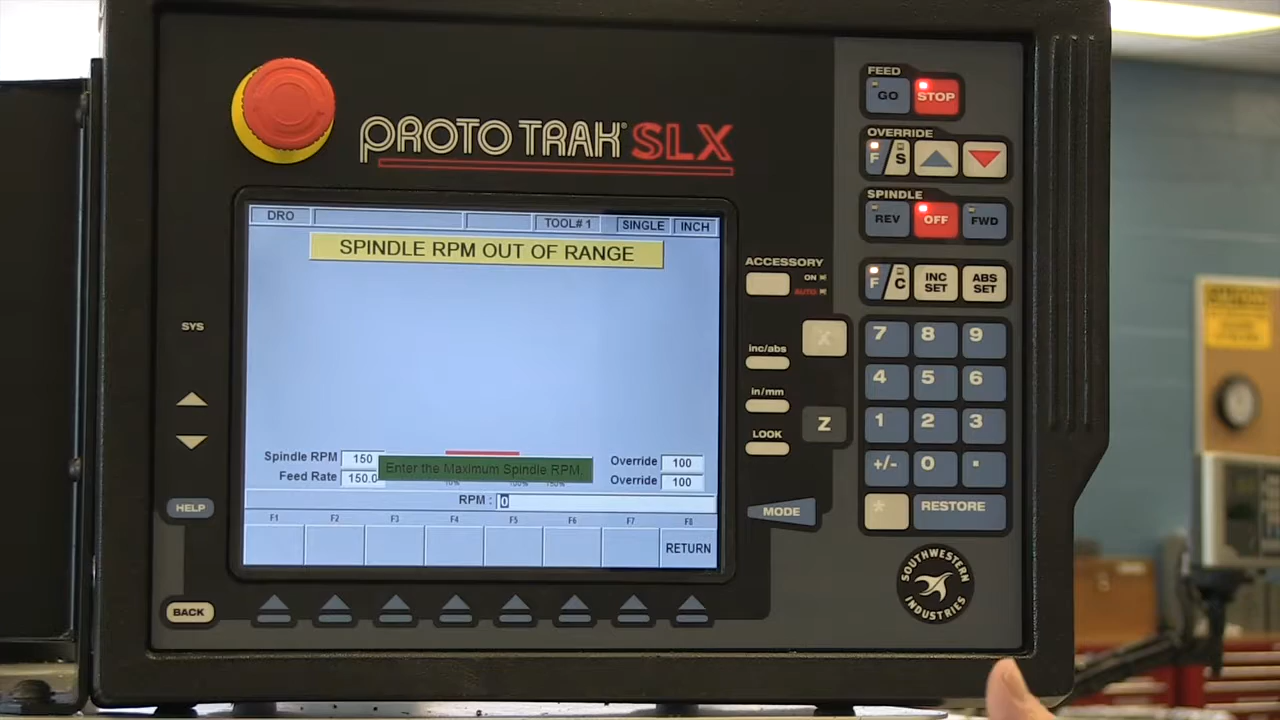 PROTO TRAK® SLX
DRO
TOOL# 1
SINGLE
INCH
SPINDLE RPM OUT OF RANGE
Spindle RPM 150
Feed Rate 150.0
Enter the Maximum Spindle RPM.
Override 100
Override 100
RPM : 0
F1 F2 F3 F4 F5 F6 F7 F8
RETURN
SYS
HELP
BACK
ACCESSORY
ON
AUTO
inc/abs
in/mm
LOOK
MODE
X
Z
FEED
GO STOP
OVERRIDE
F/S
SPINDLE
REV OFF FWD
F/C
INC SET
ABS SET
7 8 9
4 5 6
1 2 3
+/- 0 .
* RESTORE
SOUTHWESTERN INDUSTRIES